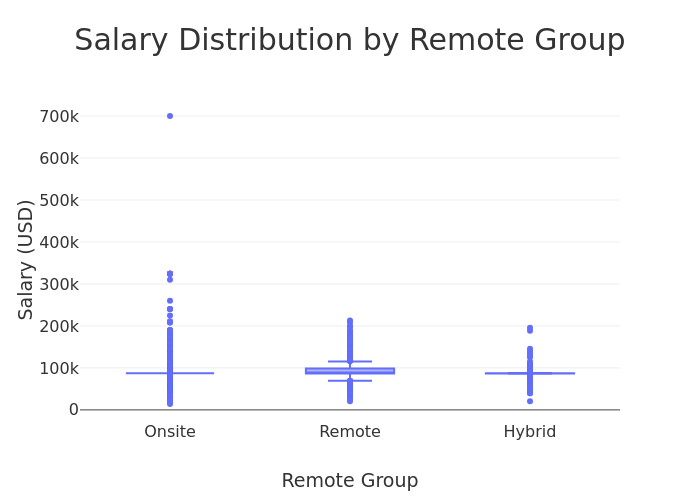 Salary Distribution by Remote Group
700k
600k
500k
400k
300k
200k
100k
0
Salary (USD)
Onsite Remote Hybrid
Remote Group